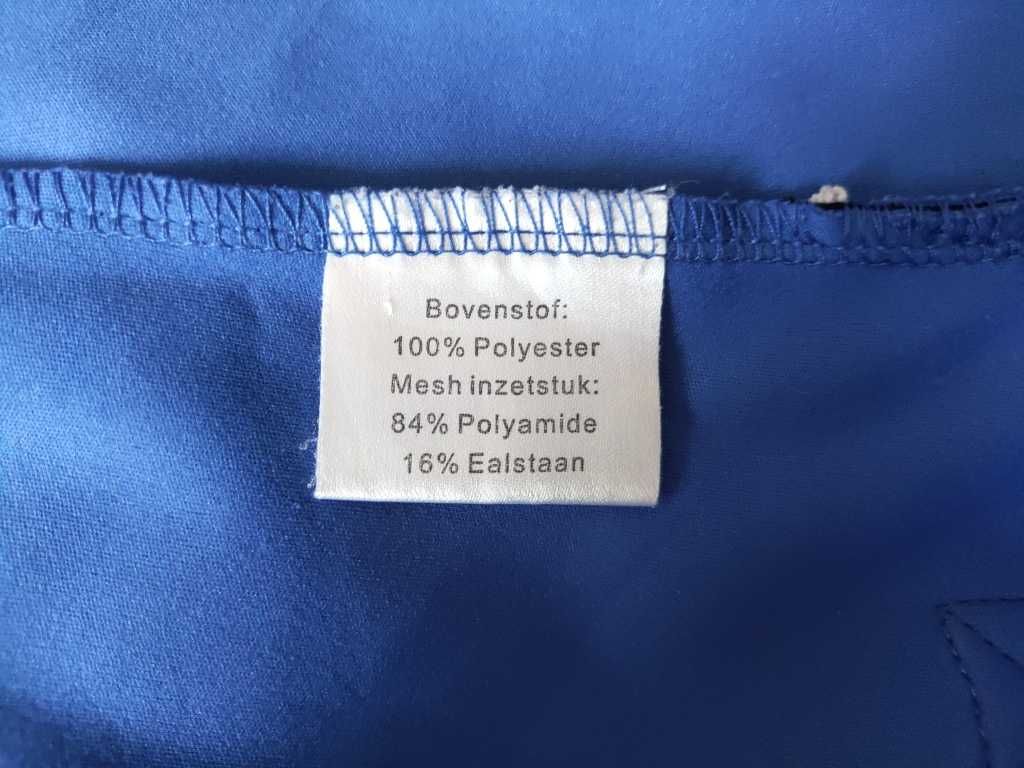 Bovenstof:
100% Polyester
Mesh inzetstuk:
84% Polyamide
16% Ealstaan